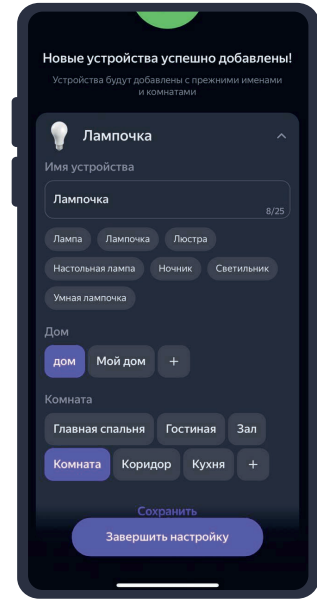 Новые устройства успешно добавлены!
Устройства будут добавлены с прежними именами
и комнатами
Лампочка
Имя устройства
Лампочка
8/25
Лампа Лампочка Люстра
Настольная лампа Ночник Светильник
Умная лампочка
Дом
дом Мой дом +
Комната
Главная спальня Гостиная Зал
Комната Коридор Кухня +
Сохранить
Завершить настройку